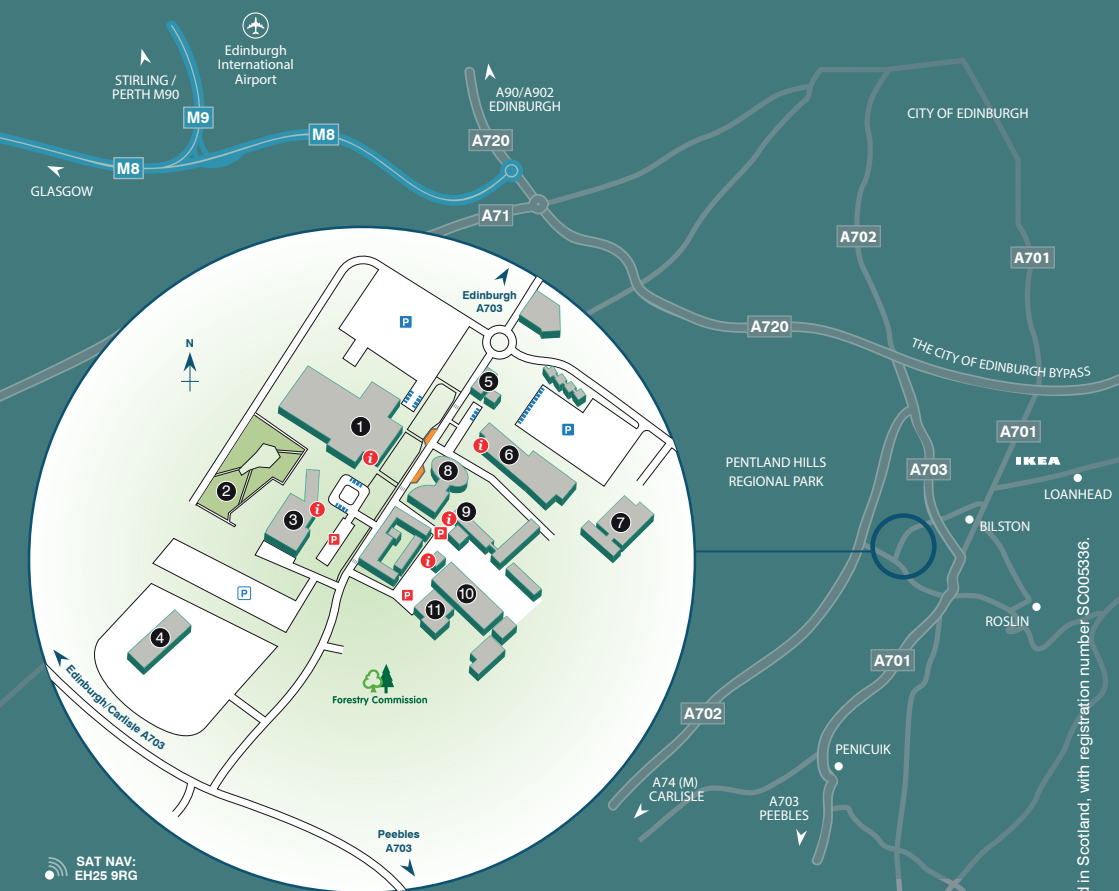 Edinburgh
International
Airport
STIRLING /
PERTH M90
A90/A902
EDINBURGH
M9
CITY OF EDINBURGH
M8
A720
M8
GLASGOW
A71
A702
A701
Edinburgh
A703
P
A720
THE CITY OF EDINBURGH BYPASS
N
5
P
1
i
i
6
A701
IKEA
PENTLAND HILLS
REGIONAL PARK
A703
LOANHEAD
8
2
3
i
9
i
P
P
7
BILSTON
i
P
10
P
11
4
ROSLIN
A701
Edinburgh/Carlisle A703
Forestry Commission
A702
PENICUIK
A74 (M)
CARLISLE
A703
PEEBLES
Peebles
A703
SAT NAV:
EH25 9RG
d in Scotland, with registration number SC005336.